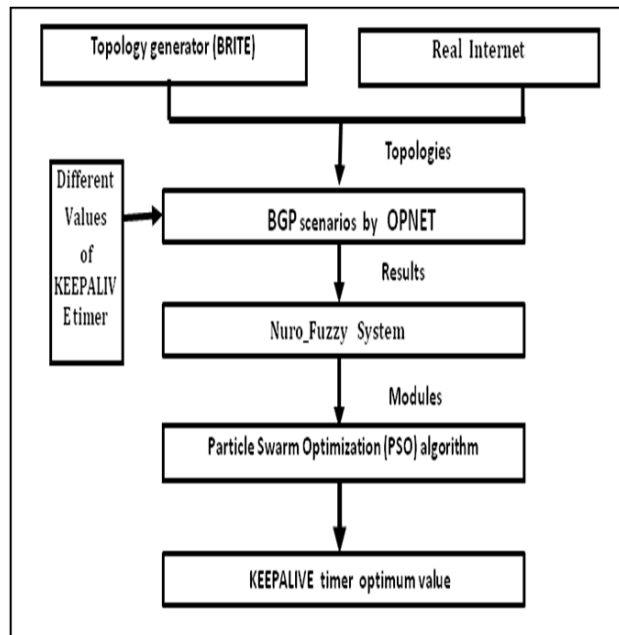 Topology generator (BRITE)
Real Internet
Topologies
Different
Values
of
KEEPALIV
E timer
BGP scenarios by OPNET
Results
Nuro_Fuzzy System
Modules
Particle Swarm Optimization (PSO) algorithm
KEEPALIVE timer optimum value